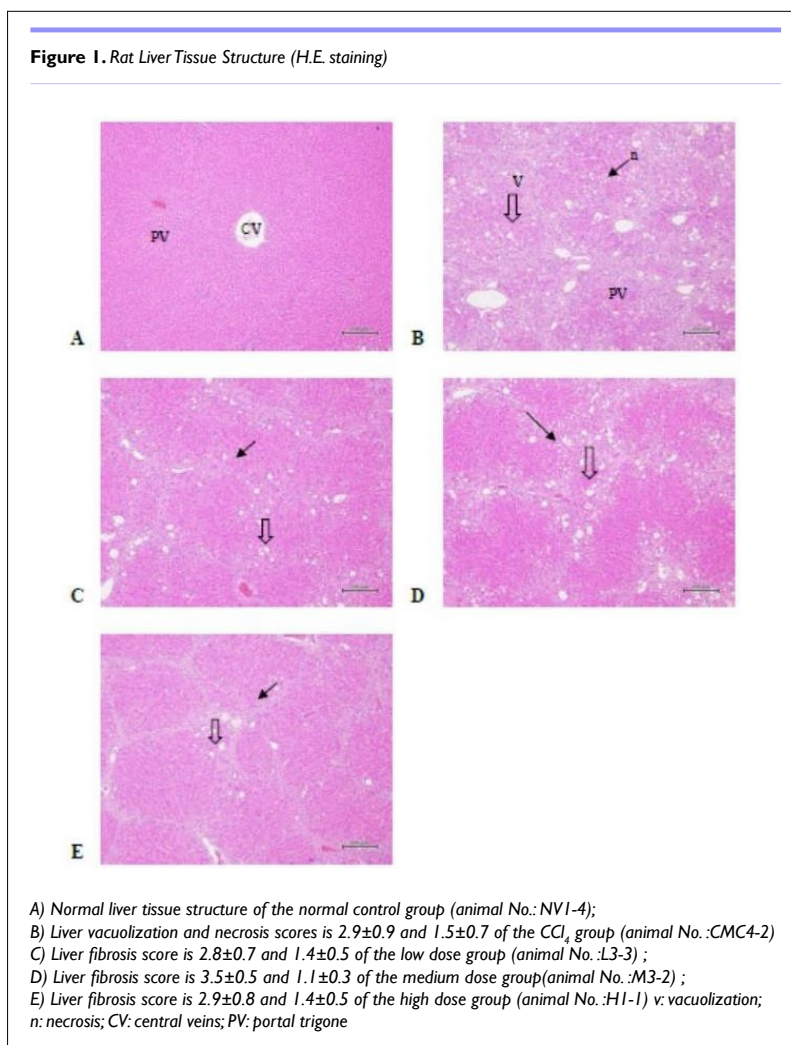 Figure 1. Rat Liver Tissue Structure (H.E. staining)
PV
CV
A
V
n
PV
B
C
D
E
A) Normal liver tissue structure of the normal control group (animal No.: NV1-4);
B) Liver vacuolization and necrosis scores is 2.9±0.9 and 1.5±0.7 of the CCl4 group (animal No. :CMC4-2)
C) Liver fibrosis score is 2.8±0.7 and 1.4±0.5 of the low dose group (animal No. :L3-3) ;
D) Liver fibrosis score is 3.5±0.5 and 1.1±0.3 of the medium dose group(animal No. :M3-2) ;
E) Liver fibrosis score is 2.9±0.8 and 1.4±0.5 of the high dose group (animal No. :H1-1) v: vacuolization;
n: necrosis; CV: central veins; PV: portal trigone